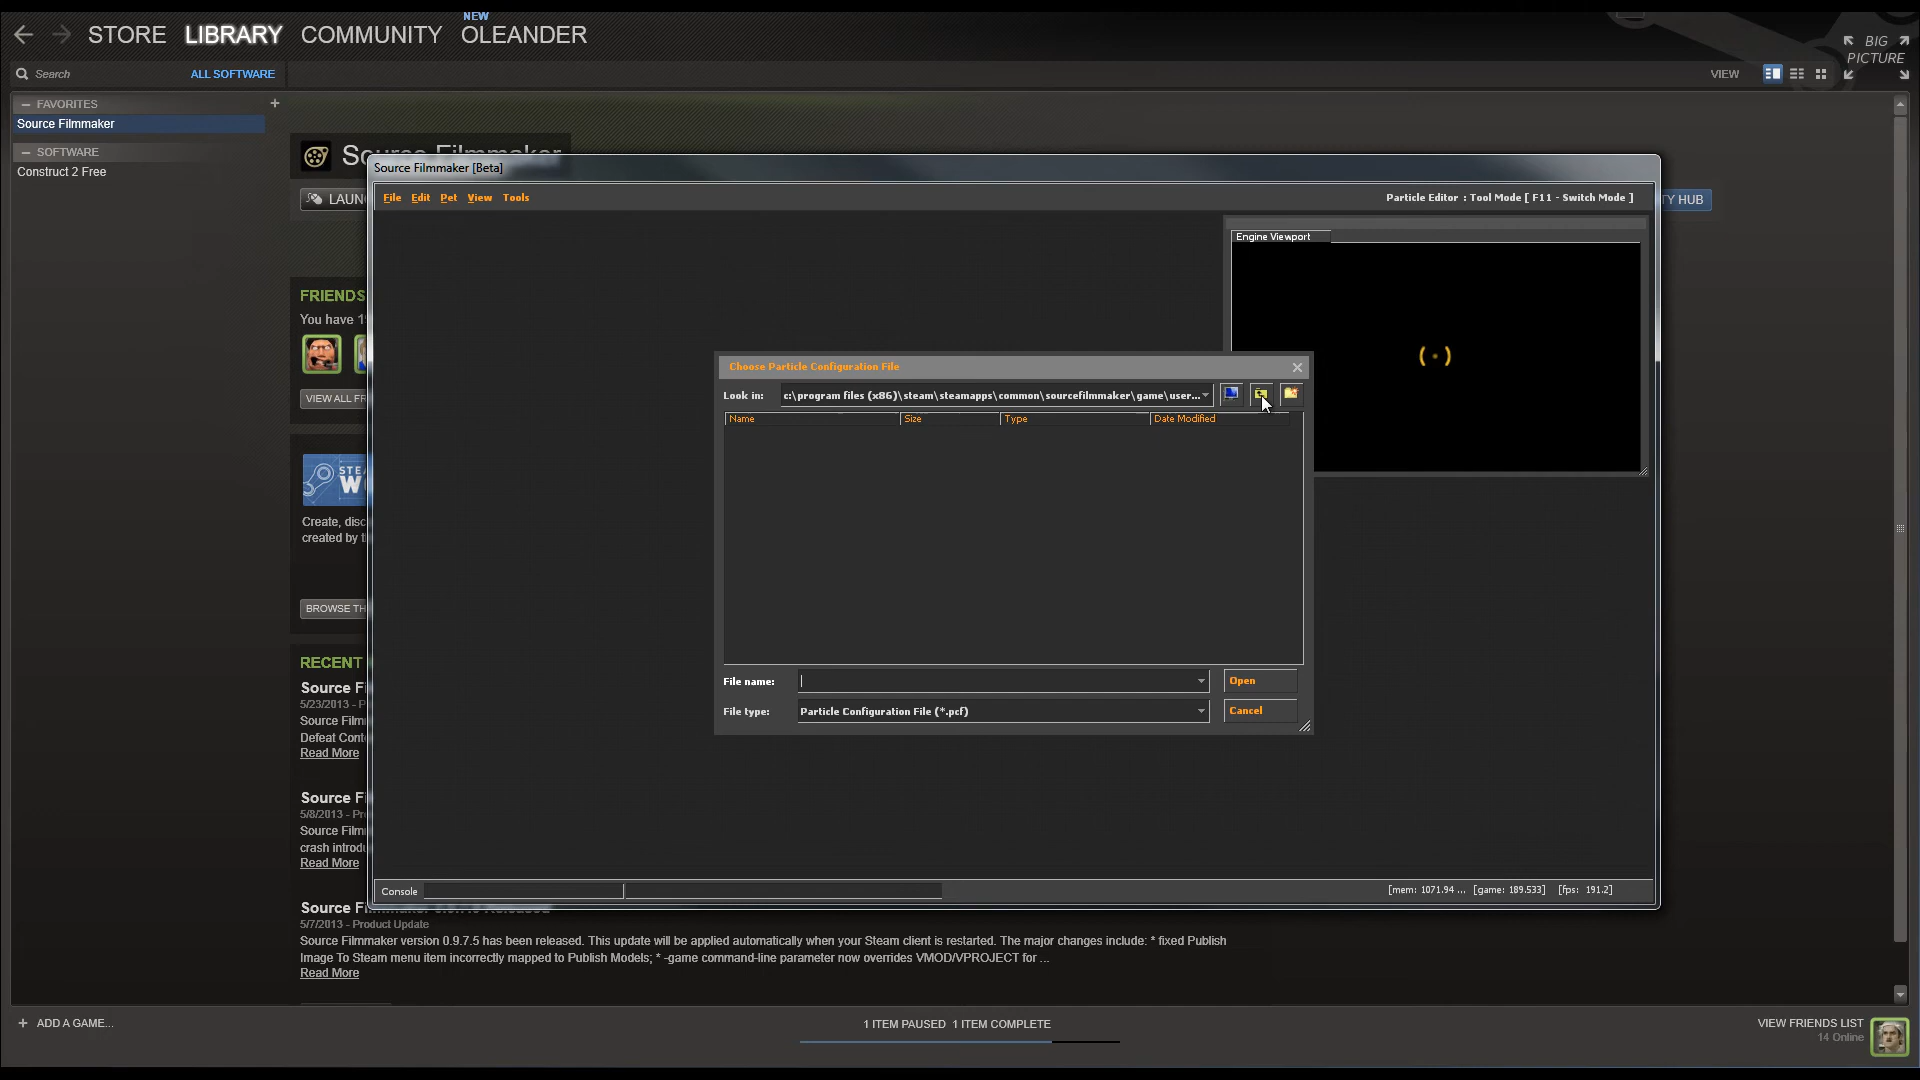 NEW
STORE LIBRARY COMMUNITY OLEANDER
BIG PICTURE
Search ALL SOFTWARE VIEW
— FAVORITES +
Source Filmmaker
— SOFTWARE
Construct 2 Free
Source Filmmaker
Source Filmmaker [Beta]
LAUN
File Edit Pet View Tools
Particle Editor : Tool Mode [ F11 - Switch Mode ]
TY HUB
Engine Viewport
FRIENDS
You have 1
VIEW ALL FR
Choose Particle Configuration File
Look in: c:\program files (x86)\steam\steamapps\common\sourcefilmmaker\game\user...
Name Size Type Date Modified
STE
W
Create, disc
created by t
BROWSE TH
File name: Open
File type: Particle Configuration File (*.pcf) Cancel
RECENT
Source Fi
5/23/2013 - P
Source Film
Defeat Cont
Read More
Source Fi
5/8/2013 - Pr
Source Film
crash introdu
Read More
Console
[mem: 1071.94 ... [game: 189.533] [fps: 191.2]
5/7/2013 - Product Update
Source Filmmaker version 0.9.7.5 has been released. This update will be applied automatically when your Steam client is restarted. The major changes include: * fixed Publish
Image To Steam menu item incorrectly mapped to Publish Models; * -game command-line parameter now overrides VMOD/VPROJECT for ...
Read More
+ ADD A GAME...
1 ITEM PAUSED 1 ITEM COMPLETE
VIEW FRIENDS LIST
14 Online